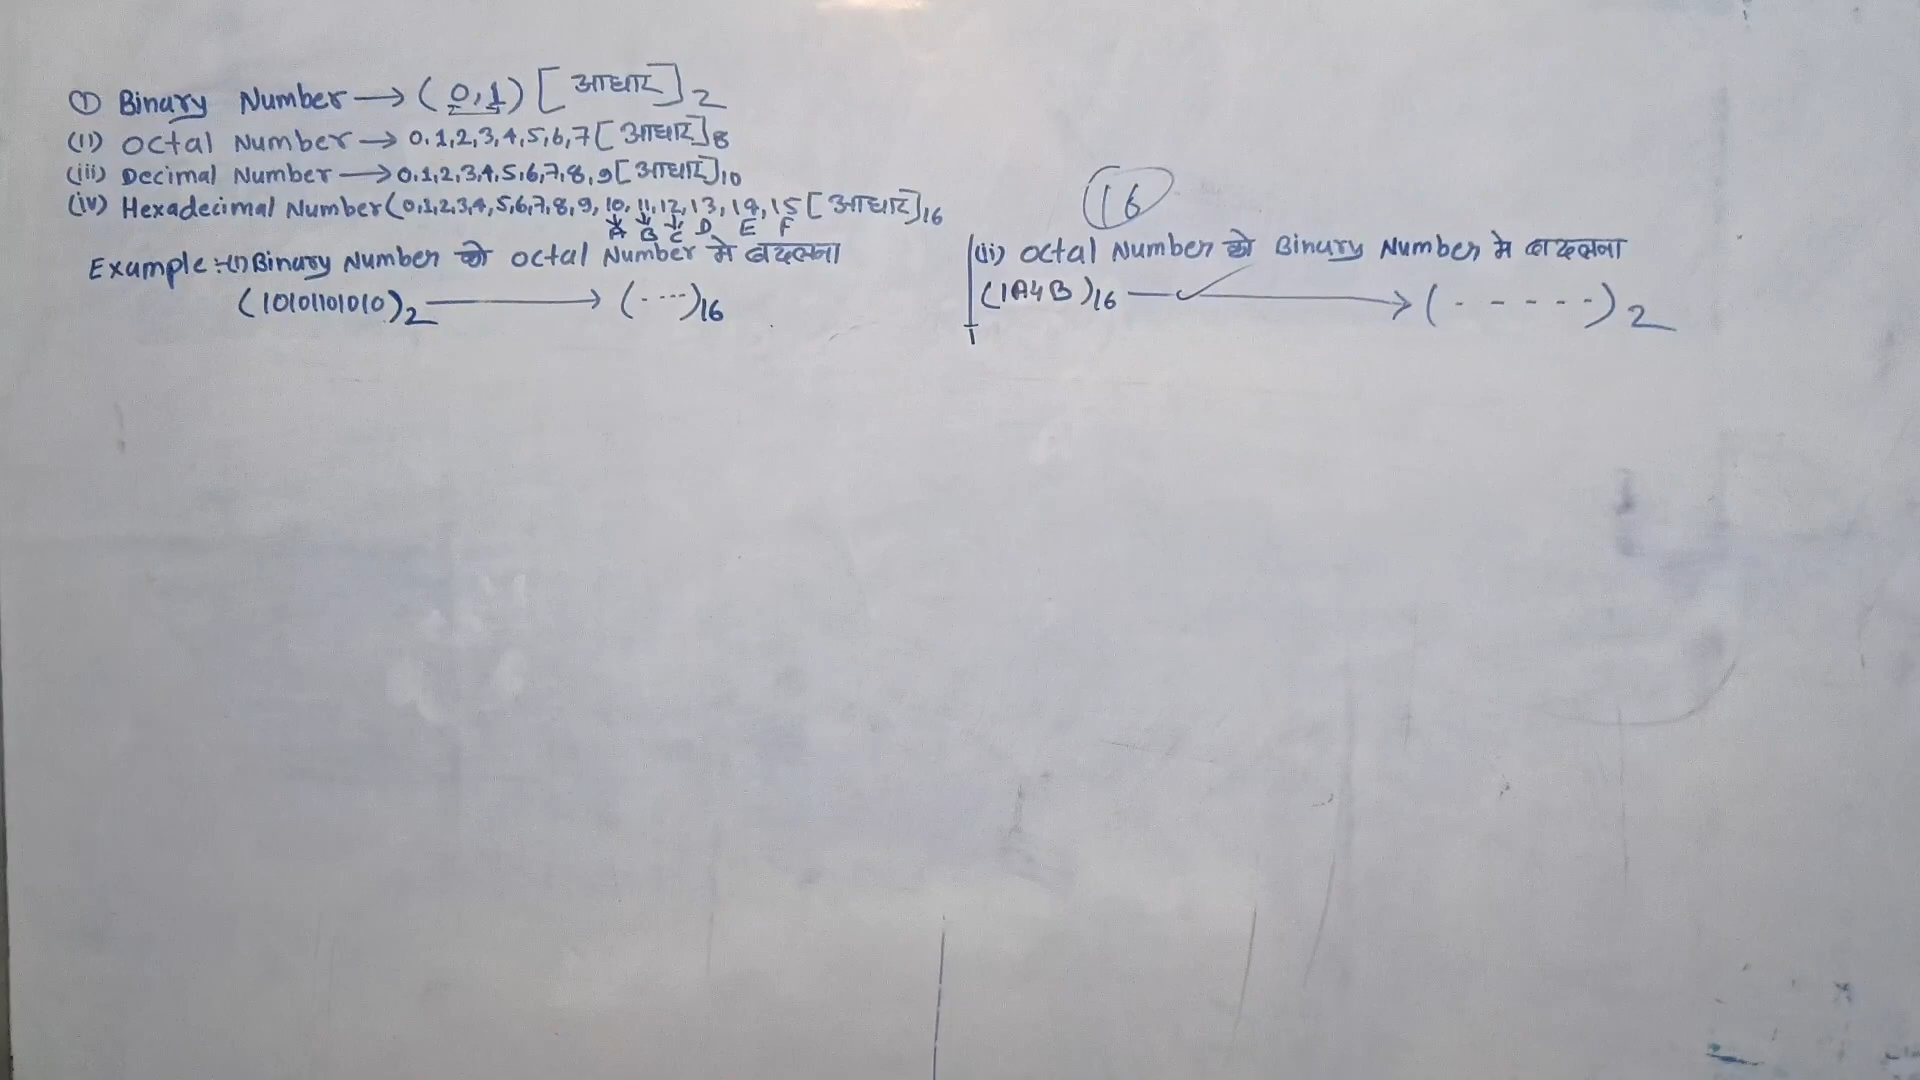 ① Binary Number → (0,1) [आधार]2
(ii) Octal Number → 0,1,2,3,4,5,6,7 [आधार]8
(iii) Decimal Number → 0,1,2,3,4,5,6,7,8,9 [आधार]10
(iv) Hexadecimal Number (0,1,2,3,4,5,6,7,8,9, 10, 11, 12, 13, 14, 15 [आधार]16
A B C D E F
Example :- (i) Binary Number को Octal Number मे बदलना
(10101101010)2 → (....)16
16
(ii) Octal Number को Binary Number मे बदलना
(1A4B)16 → (- - - - -)2